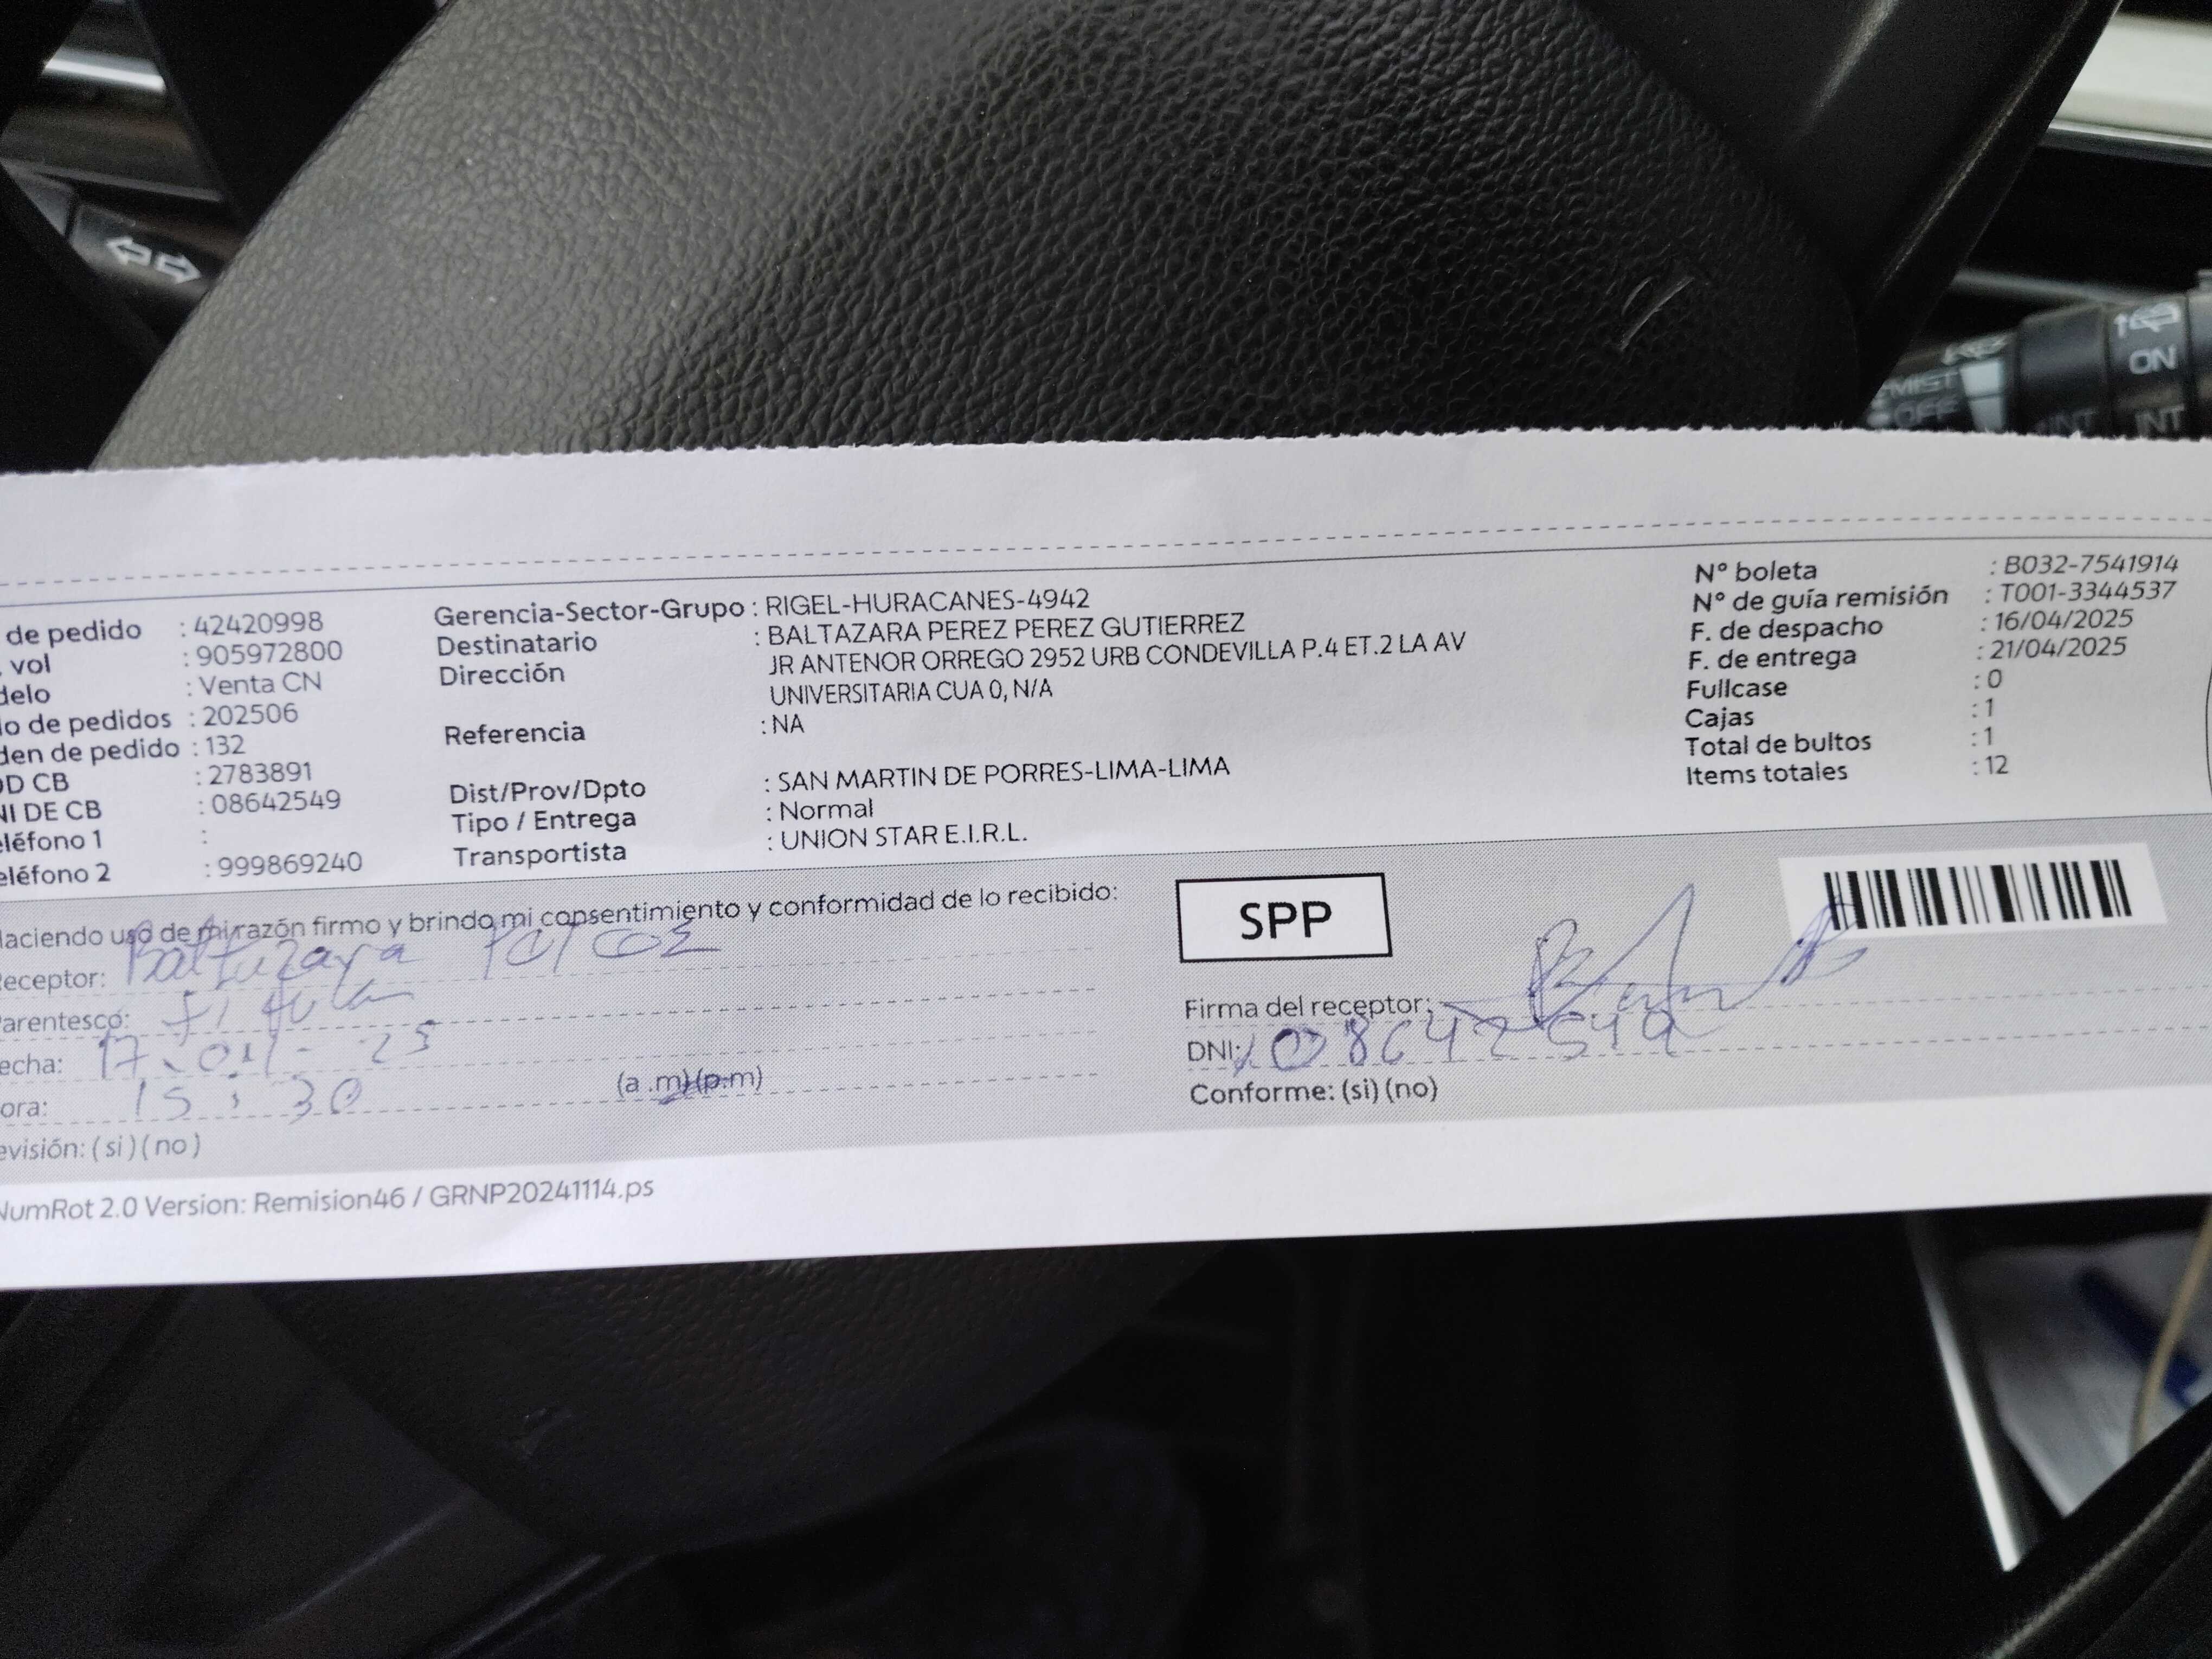 MIST
OFF
ON
INT
de pedido : 42420998
vol : 905972800
delo : Venta CN
o de pedidos : 202506
den de pedido : 132
OD CB : 2783891
NI DE CB : 08642549
eléfono 1 :
eléfono 2 : 999869240
Gerencia-Sector-Grupo : RIGEL-HURACANES-4942
Destinatario : BALTAZARA PEREZ PEREZ GUTIERREZ
Dirección JR ANTENOR ORREGO 2952 URB CONDEVILLA P.4 ET.2 LA AV
UNIVERSITARIA CUA 0, N/A
Referencia : NA
Dist/Prov/Dpto : SAN MARTIN DE PORRES-LIMA-LIMA
Tipo / Entrega : Normal
Transportista : UNION STAR E.I.R.L.
N° boleta : B032-7541914
N° de guía remisión : T001-3344537
F. de despacho : 16/04/2025
F. de entrega : 21/04/2025
Fullcase : 0
Cajas : 1
Total de bultos : 1
Items totales : 12
Haciendo uso de mi razón firmo y brindo mi consentimiento y conformidad de lo recibido:
Receptor: Baltazara
Parentesco:
echa: 17-04-25
ora: 15:30 (a.m)(p.m)
evisión: (si)(no)
SPP
Firma del receptor:
DNI: 08642549
Conforme: (si) (no)
NumRot 2.0 Version: Remision46 / GRNP20241114.ps